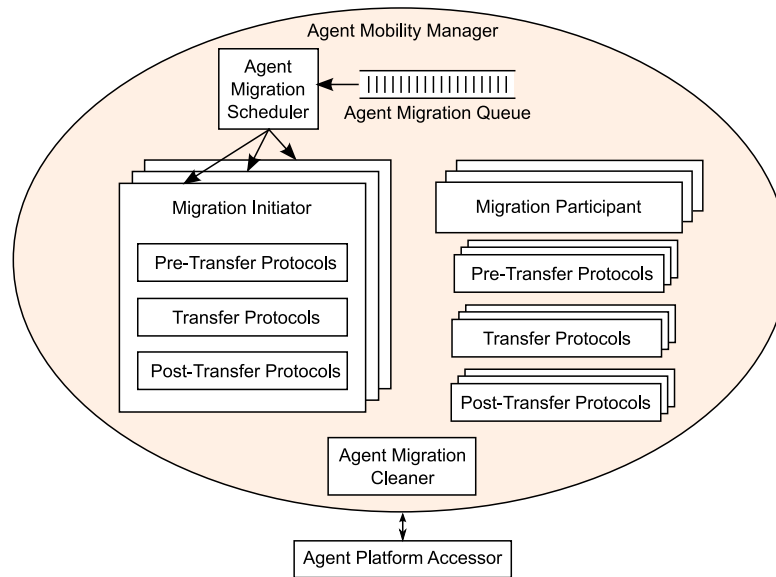 Agent Mobility Manager
Agent
Migration
Scheduler
Agent Migration Queue
Migration Initiator
Pre-Transfer Protocols
Transfer Protocols
Post-Transfer Protocols
Migration Participant
Pre-Transfer Protocols
Transfer Protocols
Post-Transfer Protocols
Agent Migration
Cleaner
Agent Platform Accessor